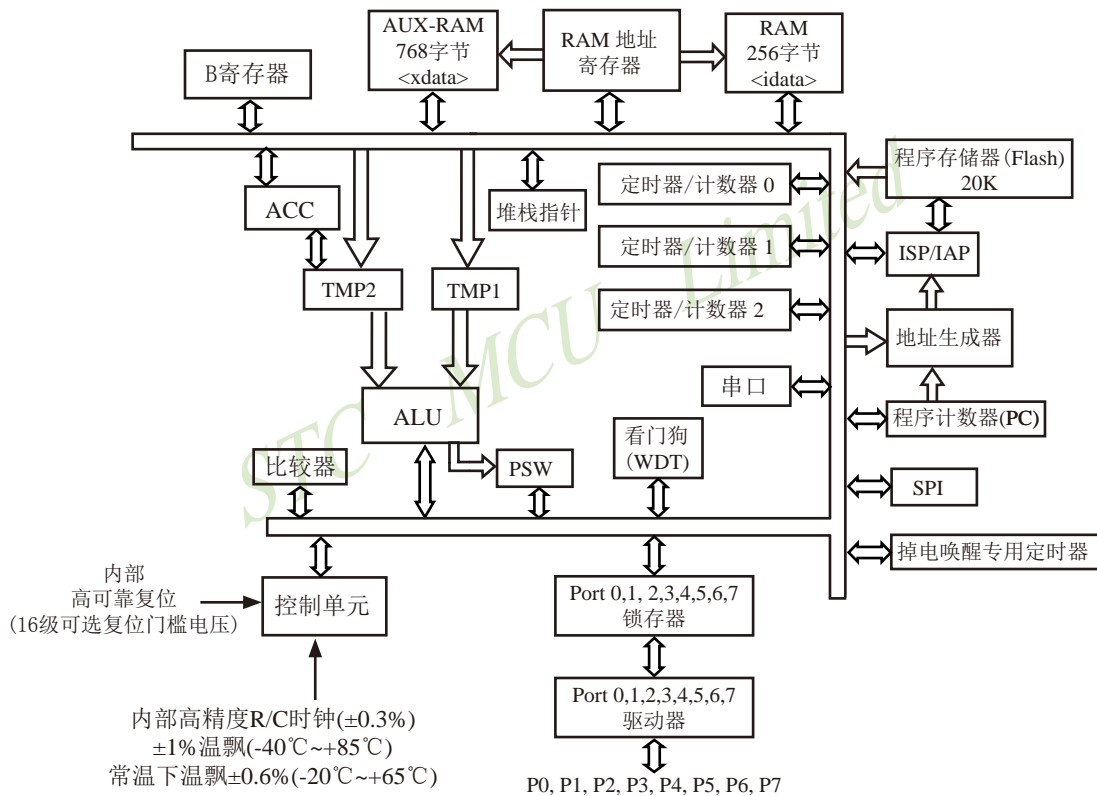 AUX-RAM
768字节
<xdata>
RAM 地址
寄存器
RAM
256字节
<idata>
B寄存器
程序存储器(Flash)
20K
定时器/计数器 0
ACC
堆栈指针
定时器/计数器 1
ISP/IAP
TMP2
TMP1
定时器/计数器 2
地址生成器
串口
ALU
程序计数器(PC)
看门狗
(WDT)
比较器
PSW
SPI
掉电唤醒专用定时器
内部
高可靠复位
(16级可选复位门槛电压)
控制单元
Port 0,1, 2,3,4,5,6,7
锁存器
Port 0,1,2,3,4,5,6,7
驱动器
内部高精度R/C时钟(±0.3%)
±1%温飘(-40℃~+85℃)
常温下温飘±0.6%(-20℃~+65℃)
P0, P1, P2, P3, P4, P5, P6, P7
STC MCU Limited